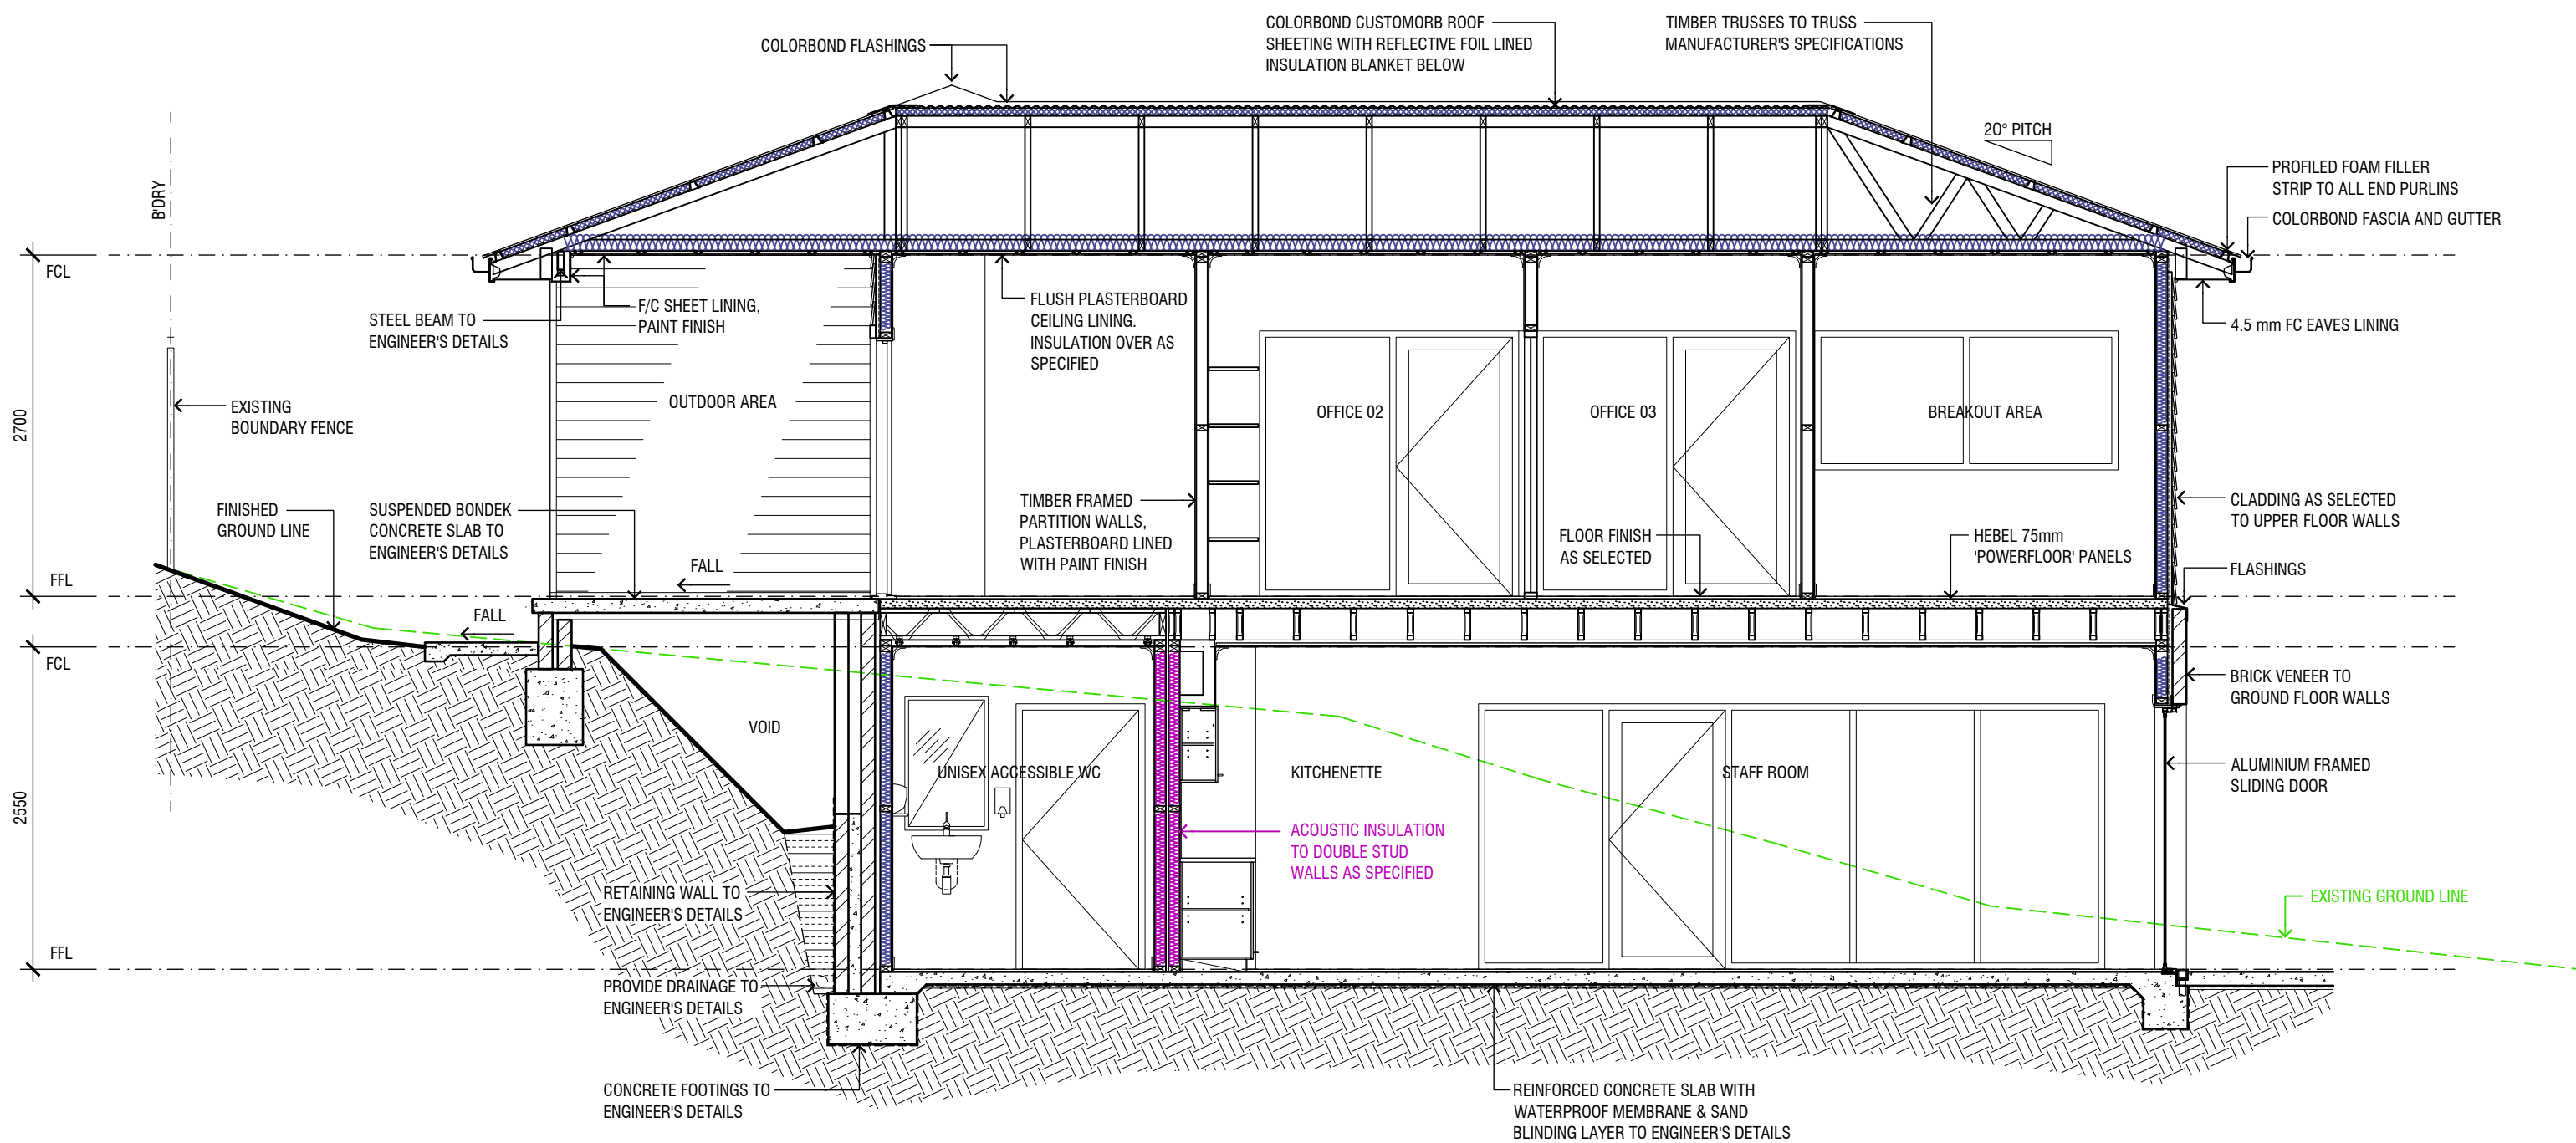 COLORBOND FLASHINGS
COLORBOND CUSTOMORB ROOF
SHEETING WITH REFLECTIVE FOIL LINED
INSULATION BLANKET BELOW
TIMBER TRUSSES TO TRUSS
MANUFACTURER'S SPECIFICATIONS
20° PITCH
PROFILED FOAM FILLER
STRIP TO ALL END PURLINS
COLORBOND FASCIA AND GUTTER
B'DRY
FCL
STEEL BEAM TO
ENGINEER'S DETAILS
F/C SHEET LINING,
PAINT FINISH
FLUSH PLASTERBOARD
CEILING LINING.
INSULATION OVER AS
SPECIFIED
4.5 mm FC EAVES LINING
2700
EXISTING
BOUNDARY FENCE
OUTDOOR AREA
OFFICE 02
OFFICE 03
BREAKOUT AREA
FINISHED
GROUND LINE
SUSPENDED BONDEK
CONCRETE SLAB TO
ENGINEER'S DETAILS
TIMBER FRAMED
PARTITION WALLS,
PLASTERBOARD LINED
WITH PAINT FINISH
FLOOR FINISH
AS SELECTED
HEBEL 75mm
'POWERFLOOR' PANELS
CLADDING AS SELECTED
TO UPPER FLOOR WALLS
FLASHINGS
FFL
FALL
FALL
FCL
BRICK VENEER TO
GROUND FLOOR WALLS
VOID
UNISEX ACCESSIBLE WC
KITCHENETTE
STAFF ROOM
ALUMINIUM FRAMED
SLIDING DOOR
2550
ACOUSTIC INSULATION
TO DOUBLE STUD
WALLS AS SPECIFIED
RETAINING WALL TO
ENGINEER'S DETAILS
EXISTING GROUND LINE
FFL
PROVIDE DRAINAGE TO
ENGINEER'S DETAILS
CONCRETE FOOTINGS TO
ENGINEER'S DETAILS
REINFORCED CONCRETE SLAB WITH
WATERPROOF MEMBRANE & SAND
BLINDING LAYER TO ENGINEER'S DETAILS